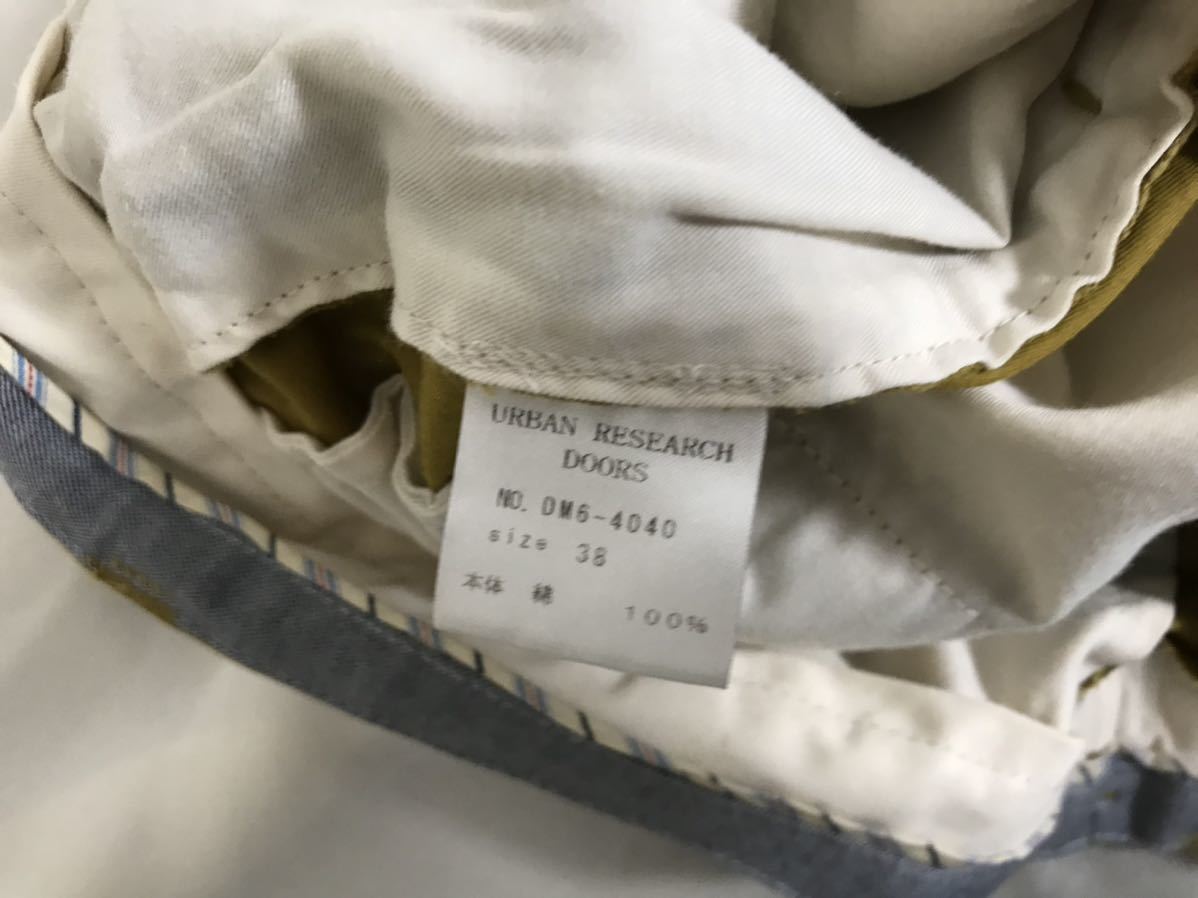 URBAN RESEARCH
DOORS
NO. DM6-4040
size 38
本体 綿 100%